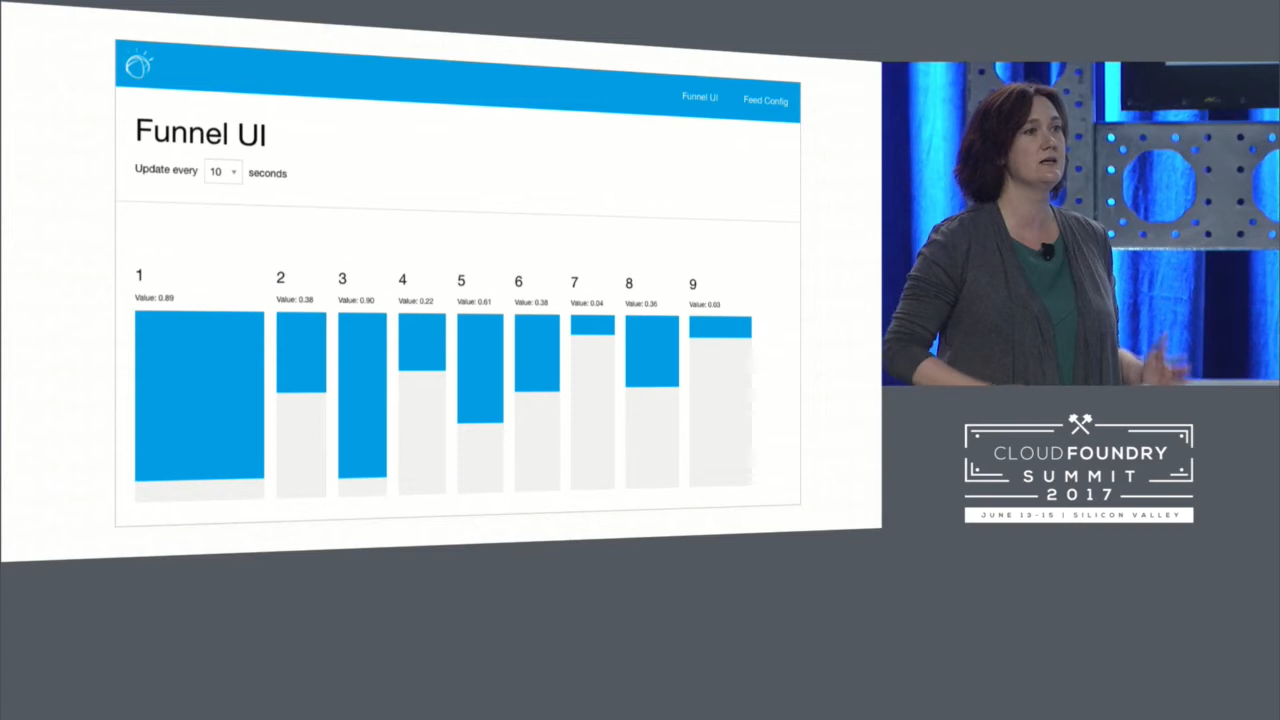 Funnel UI
Feed Config
Funnel UI
Update every 10 seconds
1
Value: 0.89
2
Value: 0.38
3
Value: 0.90
4
Value: 0.22
5
Value: 0.61
6
Value: 0.38
7
Value: 0.04
8
Value: 0.36
9
Value: 0.03
CLOUDFOUNDRY
SUMMIT
2017
JUNE 13-15 | SILICON VALLEY